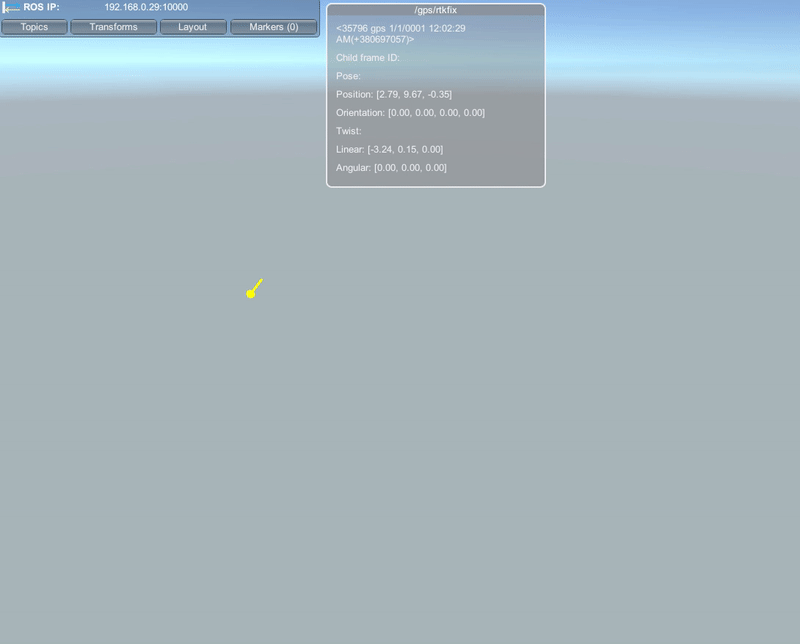 ROS IP: 192.168.0.29:10000
Topics Transforms Layout Markers (0)
/gps/rtkfix
<35796 gps 1/1/0001 12:02:29
AM(+380697057)>
Child frame ID:
Pose:
Position: [2.79, 9.67, -0.35]
Orientation: [0.00, 0.00, 0.00, 0.00]
Twist:
Linear: [-3.24, 0.15, 0.00]
Angular: [0.00, 0.00, 0.00]